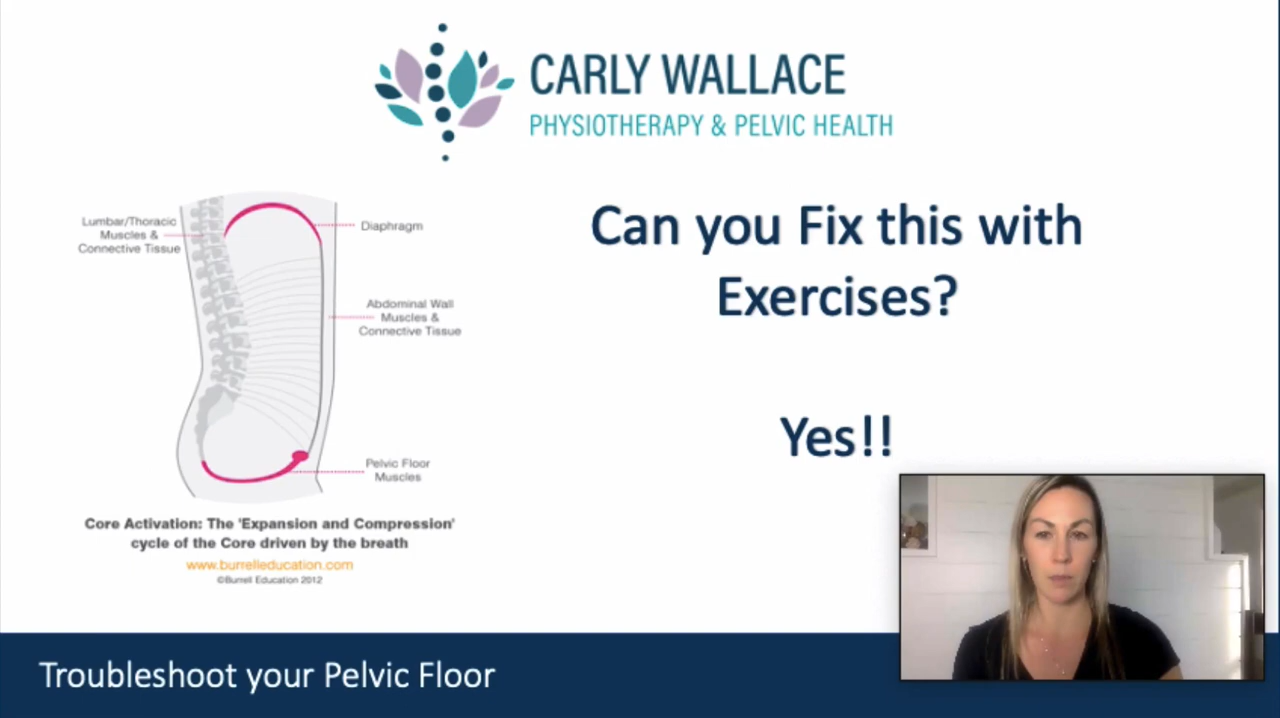 CARLY WALLACE
PHYSIOTHERAPY & PELVIC HEALTH
Lumbar/Thoracic
Muscles &
Connective Tissue
Diaphragm
Abdominal Wall
Muscles &
Connective Tissue
Pelvic Floor
Muscles
Core Activation: The 'Expansion and Compression'
cycle of the Core driven by the breath
www.burrelleducation.com
©Burrell Education 2012
Can you Fix this with
Exercises?
Yes!!
Troubleshoot your Pelvic Floor